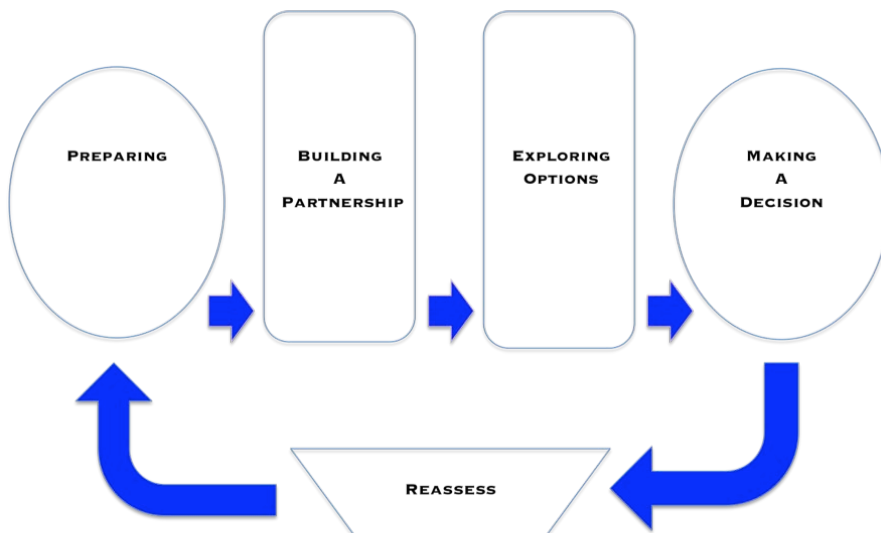 PREPARING
BUILDING
A
PARTNERSHIP
EXPLORING
OPTIONS
MAKING
A
DECISION
REASSESS